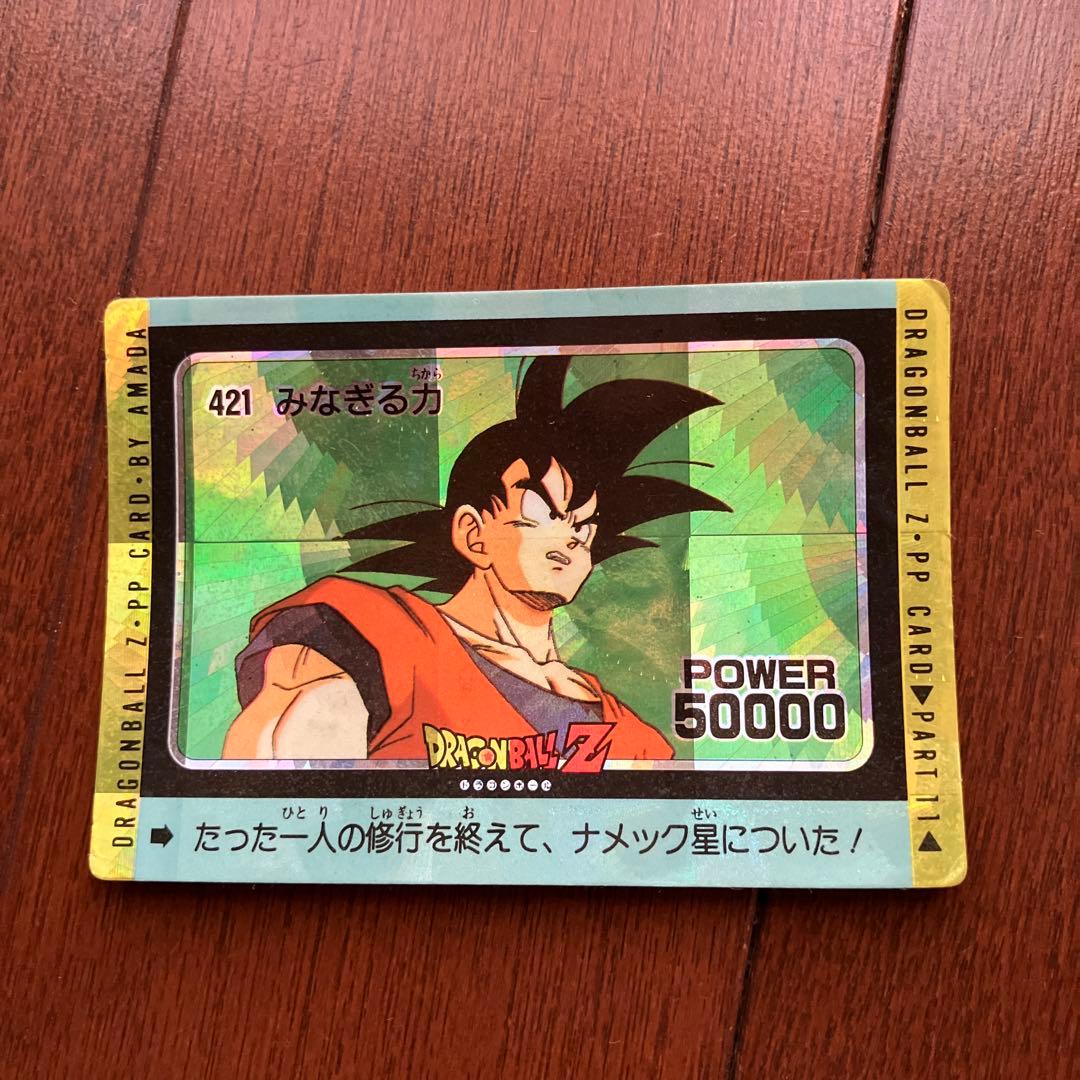 DRAGONBALL Z・PP CARD・BY AMADA
421 みなぎる力
ちから
POWER
50000
DRAGONBALL Z
ドラゴンボール
ひとり しゅぎょう お せい
➡ たった一人の修行を終えて、ナメック星についた！
DRAGONBALL Z・PP CARD▶PART 11◀